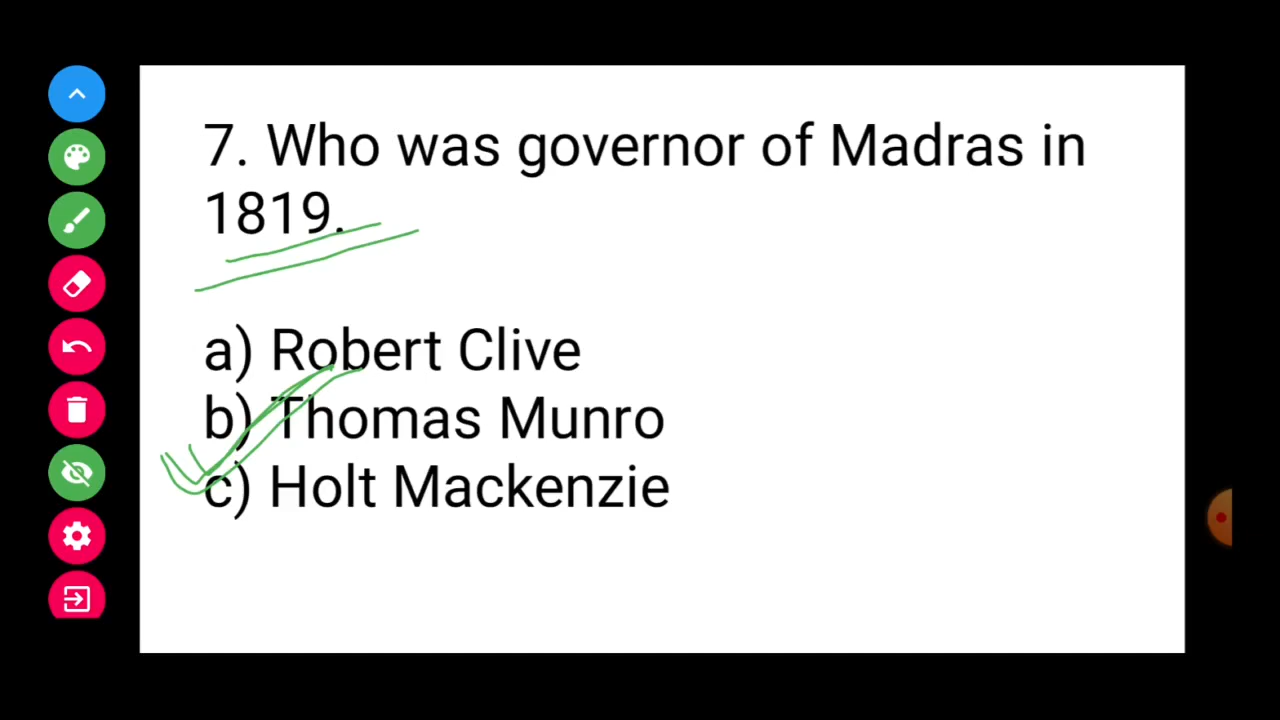 7. Who was governor of Madras in
1819.
a) Robert Clive
b) Thomas Munro
c) Holt Mackenzie